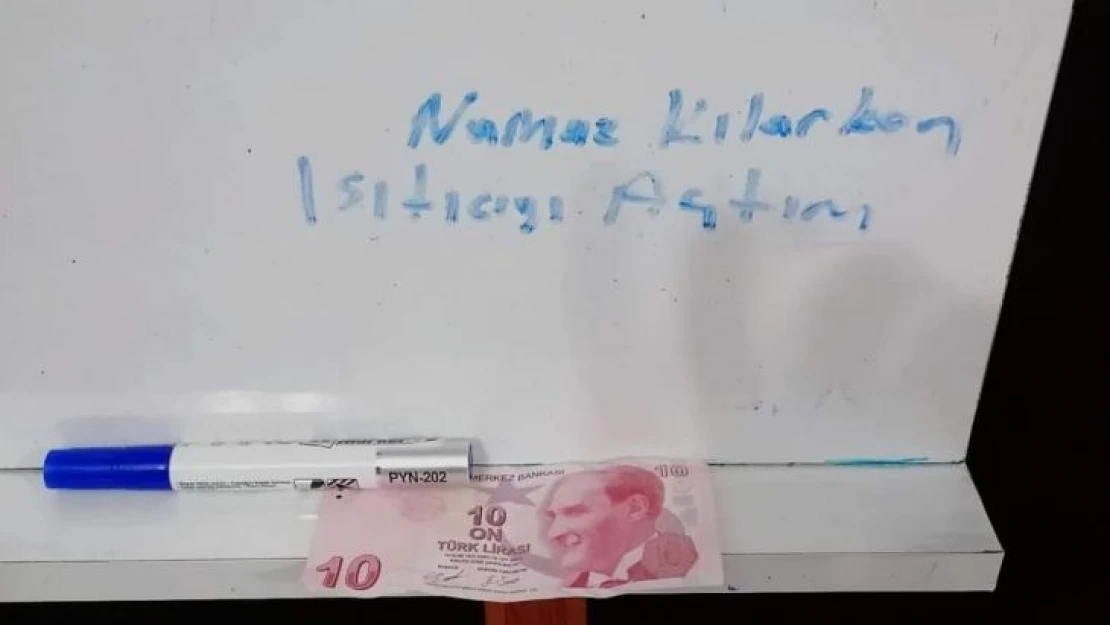 Namaz Kılarken
Isıtıcıyı Açtım
PYN-202
MERKEZ BANKASI
10
10
ON
TÜRK LİRASI
10